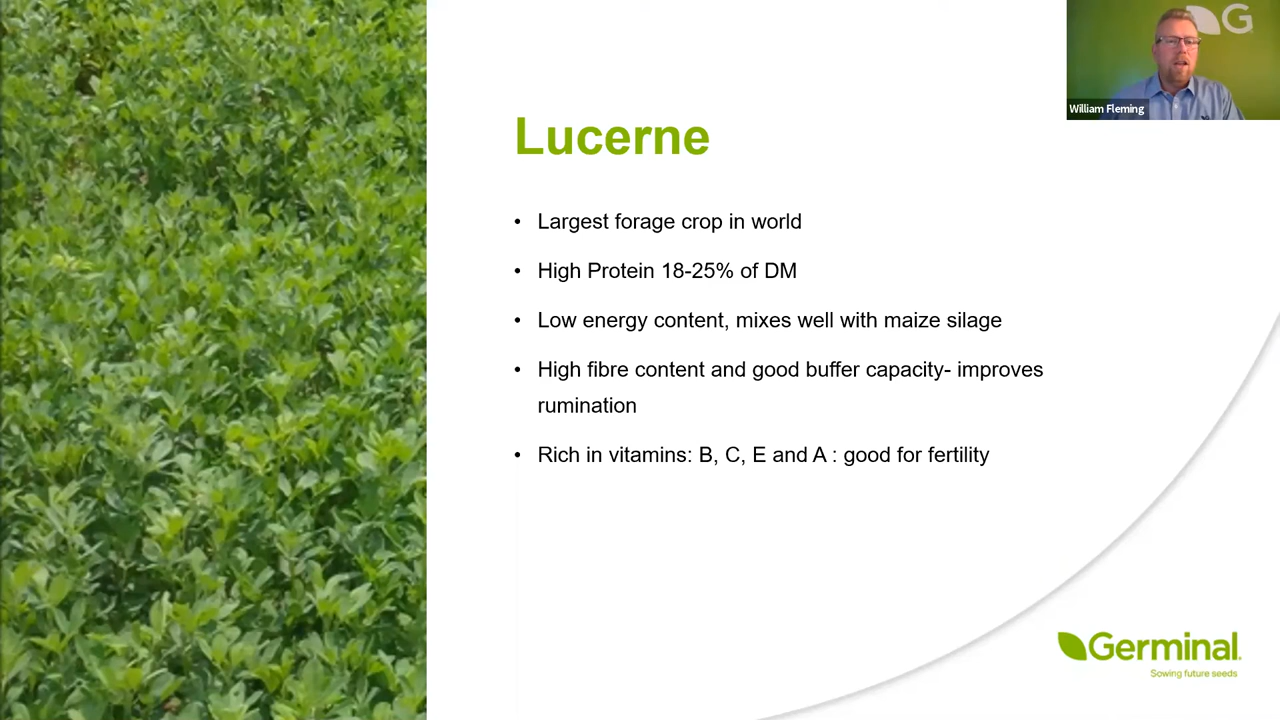 G
William Fleming
Lucerne
• Largest forage crop in world
• High Protein 18-25% of DM
• Low energy content, mixes well with maize silage
• High fibre content and good buffer capacity- improves
rumination
• Rich in vitamins: B, C, E and A : good for fertility
Germinal
Sowing future seeds